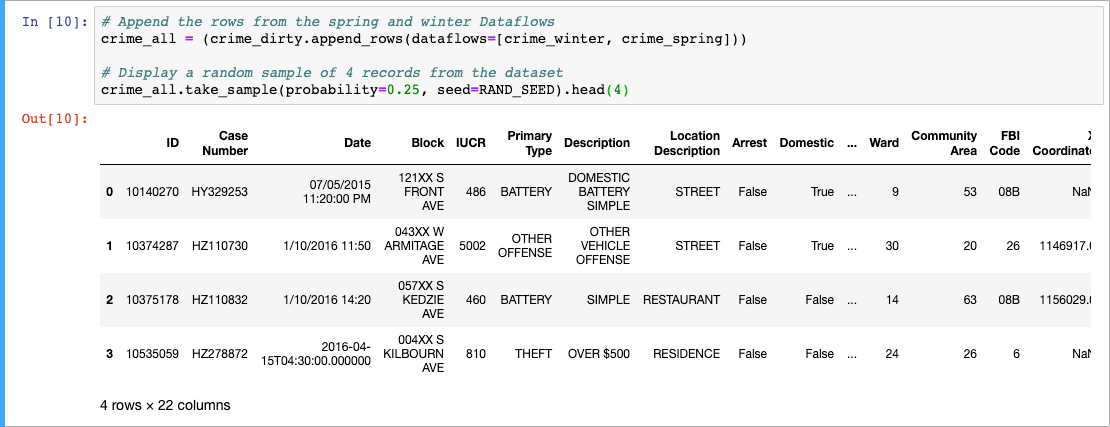 In [10]: # Append the rows from the spring and winter Dataflows
crime_all = (crime_dirty.append_rows(dataflows=[crime_winter, crime_spring]))
# Display a random sample of 4 records from the dataset
crime_all.take_sample(probability=0.25, seed=RAND_SEED).head(4)
Out[10]:
ID Case Number Date Block IUCR Primary Type Description Location Description Arrest Domestic ... Ward Community Area FBI Code X Coordinate
0 10140270 HY329253 07/05/2015 11:20:00 PM 121XX S FRONT AVE 486 BATTERY DOMESTIC BATTERY SIMPLE STREET False True ... 9 53 08B NaN
1 10374287 HZ110730 1/10/2016 11:50 043XX W ARMITAGE AVE 5002 OTHER OFFENSE OTHER VEHICLE OFFENSE STREET False True ... 30 20 26 1146917.0
2 10375178 HZ110832 1/10/2016 14:20 057XX S KEDZIE AVE 460 BATTERY SIMPLE RESTAURANT False False ... 14 63 08B 1156029.0
3 10535059 HZ278872 2016-04-15T04:30:00.000000 004XX S KILBOURN AVE 810 THEFT OVER $500 RESIDENCE False False ... 24 26 6 NaN
4 rows × 22 columns